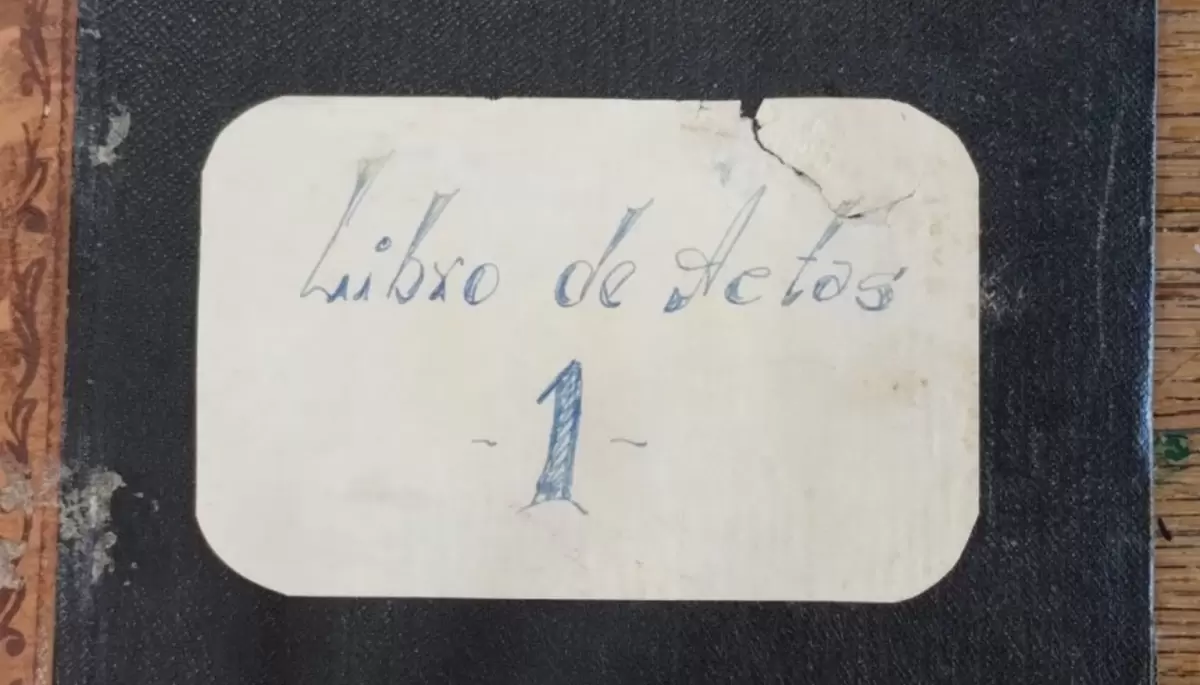 Libro de Actas
- 1 -